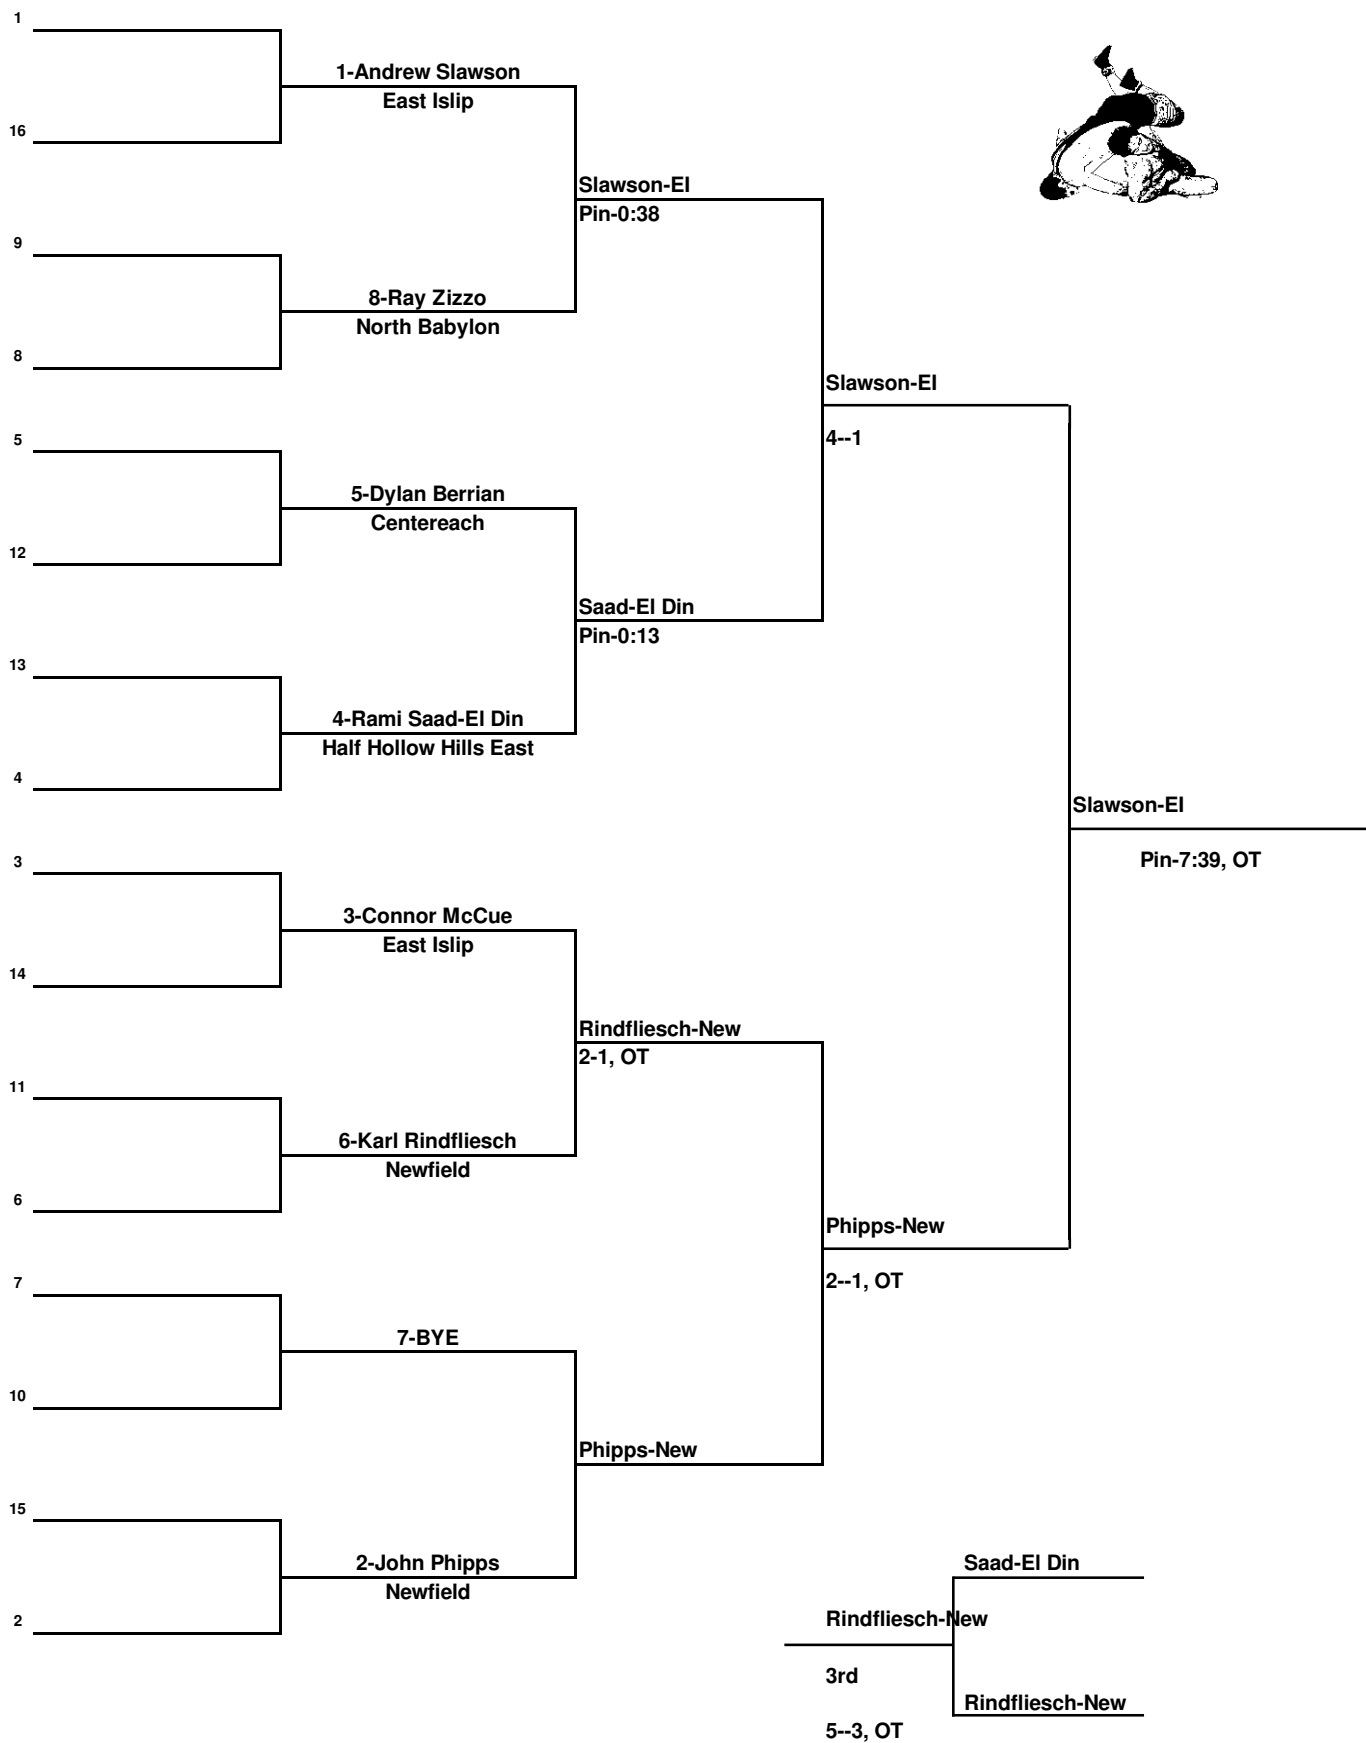 1
1-Andrew Slawson
East Islip
16
Slawson-EI
Pin-0:38
9
8-Ray Zizzo
North Babylon
8
Slawson-EI
4--1
5
5-Dylan Berrian
Centereach
12
Saad-El Din
Pin-0:13
13
4-Rami Saad-El Din
Half Hollow Hills East
4
Slawson-EI
Pin-7:39, OT
3
3-Connor McCue
East Islip
14
Rindfliesch-New
2-1, OT
11
6-Karl Rindfliesch
Newfield
6
Phipps-New
2--1, OT
7
7-BYE
10
Phipps-New
15
2-John Phipps
Newfield
2
Saad-El Din
Rindfliesch-New
3rd
Rindfliesch-New
5--3, OT